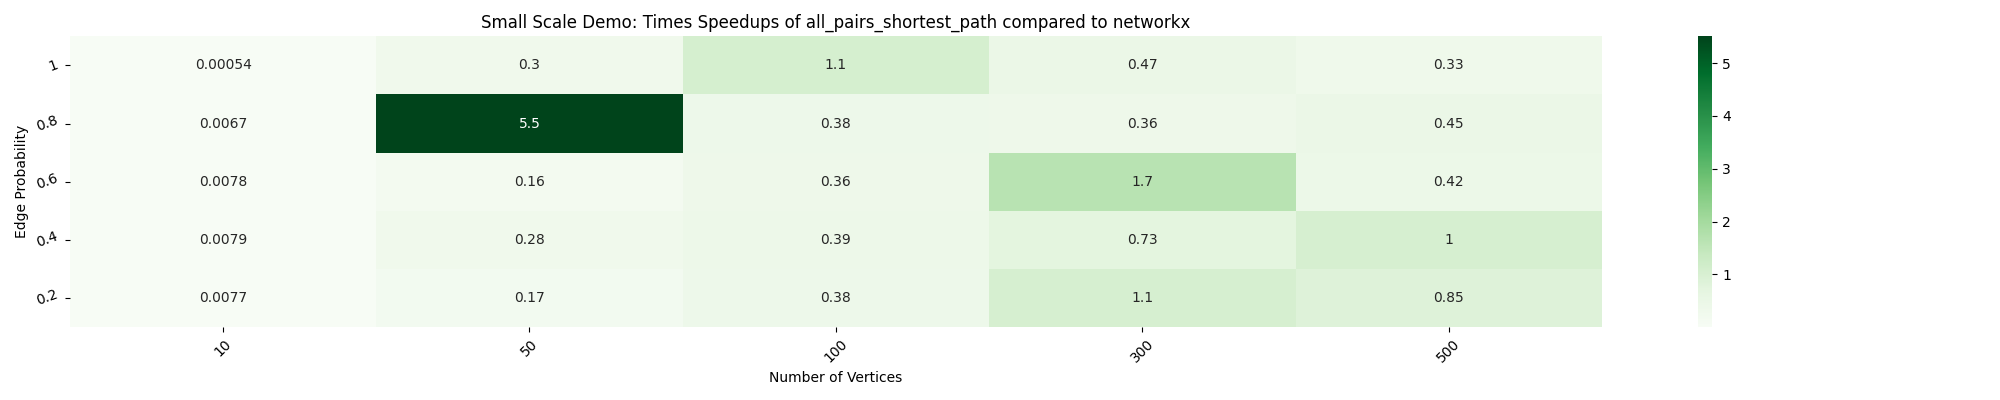 Small Scale Demo: Times Speedups of all_pairs_shortest_path compared to networkx
Edge Probability
1 0.00054 0.3 1.1 0.47 0.33
0.8 0.0067 5.5 0.38 0.36 0.45
0.6 0.0078 0.16 0.36 1.7 0.42
0.4 0.0079 0.28 0.39 0.73 1
0.2 0.0077 0.17 0.38 1.1 0.85
10 50 100 300 500
Number of Vertices
5
4
3
2
1